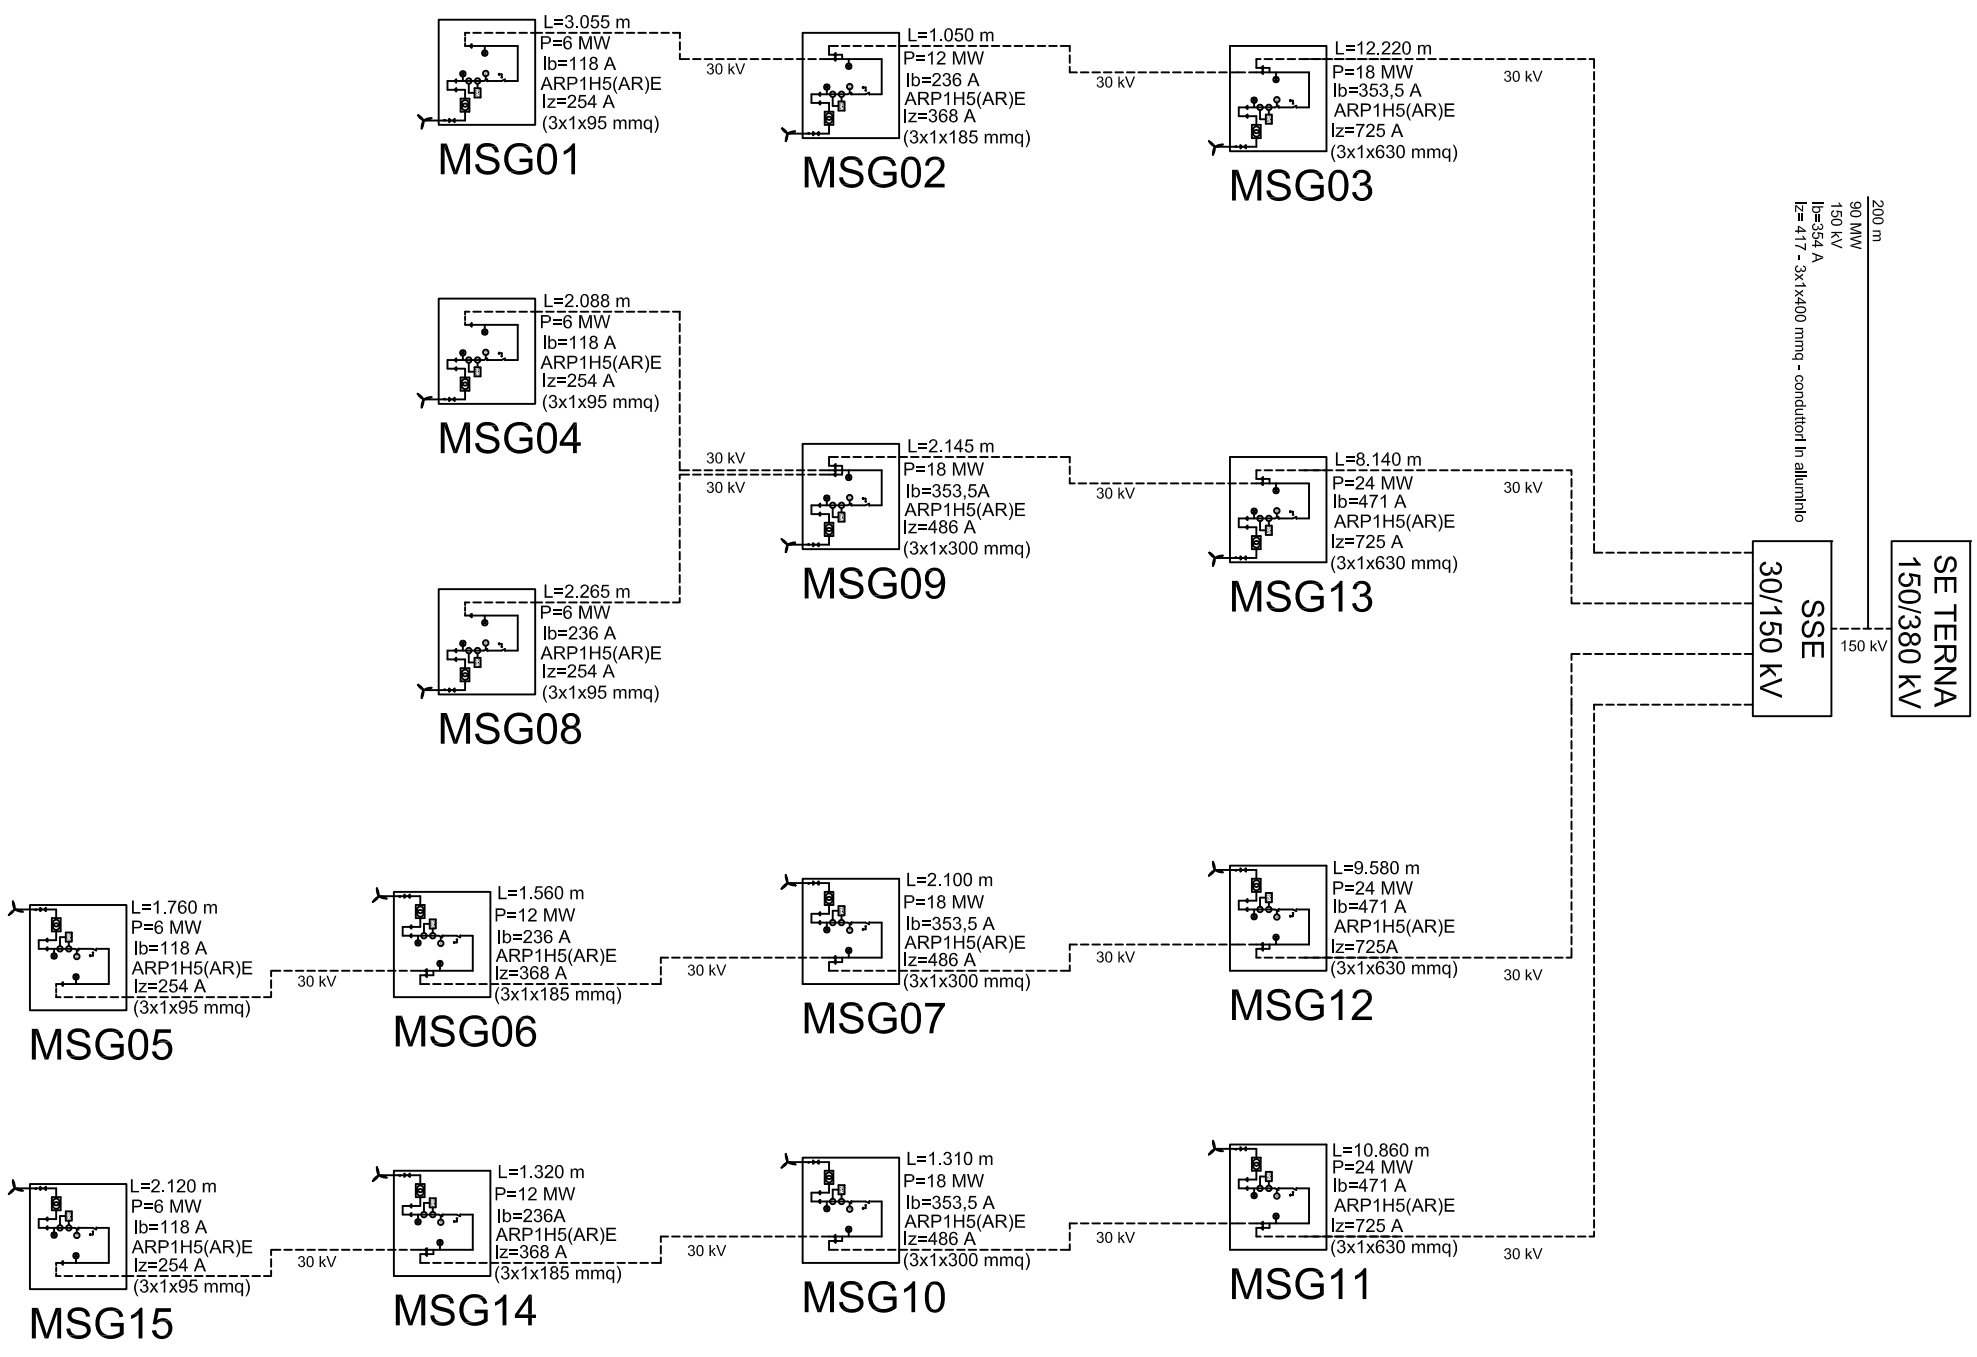 L=3.055 m
P=6 MW
Ib=118 A
ARP1H5(AR)E
Iz=254 A
(3x1x95 mmq)
MSG01
30 kV
L=1.050 m
P=12 MW
Ib=236 A
ARP1H5(AR)E
Iz=368 A
(3x1x185 mmq)
MSG02
30 kV
L=12.220 m
P=18 MW
Ib=353,5 A
ARP1H5(AR)E
Iz=725 A
(3x1x630 mmq)
MSG03
30 kV
200 m
90 MW
150 kV
Ib=354 A
Iz= 417 - 3x1x400 mmq - conduttori in alluminio
L=2.088 m
P=6 MW
Ib=118 A
ARP1H5(AR)E
Iz=254 A
(3x1x95 mmq)
MSG04
30 kV
30 kV
L=2.145 m
P=18 MW
Ib=353,5A
ARP1H5(AR)E
Iz=486 A
(3x1x300 mmq)
MSG09
30 kV
L=8.140 m
P=24 MW
Ib=471 A
ARP1H5(AR)E
Iz=725 A
(3x1x630 mmq)
MSG13
30 kV
L=2.265 m
P=6 MW
Ib=236 A
ARP1H5(AR)E
Iz=254 A
(3x1x95 mmq)
MSG08
SSE
30/150 kV
150 kV
SE TERNA
150/380 kV
L=1.760 m
P=6 MW
Ib=118 A
ARP1H5(AR)E
Iz=254 A
(3x1x95 mmq)
MSG05
30 kV
L=1.560 m
P=12 MW
Ib=236 A
ARP1H5(AR)E
Iz=368 A
(3x1x185 mmq)
MSG06
30 kV
L=2.100 m
P=18 MW
Ib=353,5 A
ARP1H5(AR)E
Iz=486 A
(3x1x300 mmq)
MSG07
30 kV
L=9.580 m
P=24 MW
Ib=471 A
ARP1H5(AR)E
Iz=725A
(3x1x630 mmq)
MSG12
30 kV
L=2.120 m
P=6 MW
Ib=118 A
ARP1H5(AR)E
Iz=254 A
(3x1x95 mmq)
MSG15
30 kV
L=1.320 m
P=12 MW
Ib=236A
ARP1H5(AR)E
Iz=368 A
(3x1x185 mmq)
MSG14
30 kV
L=1.310 m
P=18 MW
Ib=353,5 A
ARP1H5(AR)E
Iz=486 A
(3x1x300 mmq)
MSG10
30 kV
L=10.860 m
P=24 MW
Ib=471 A
ARP1H5(AR)E
Iz=725 A
(3x1x630 mmq)
MSG11
30 kV